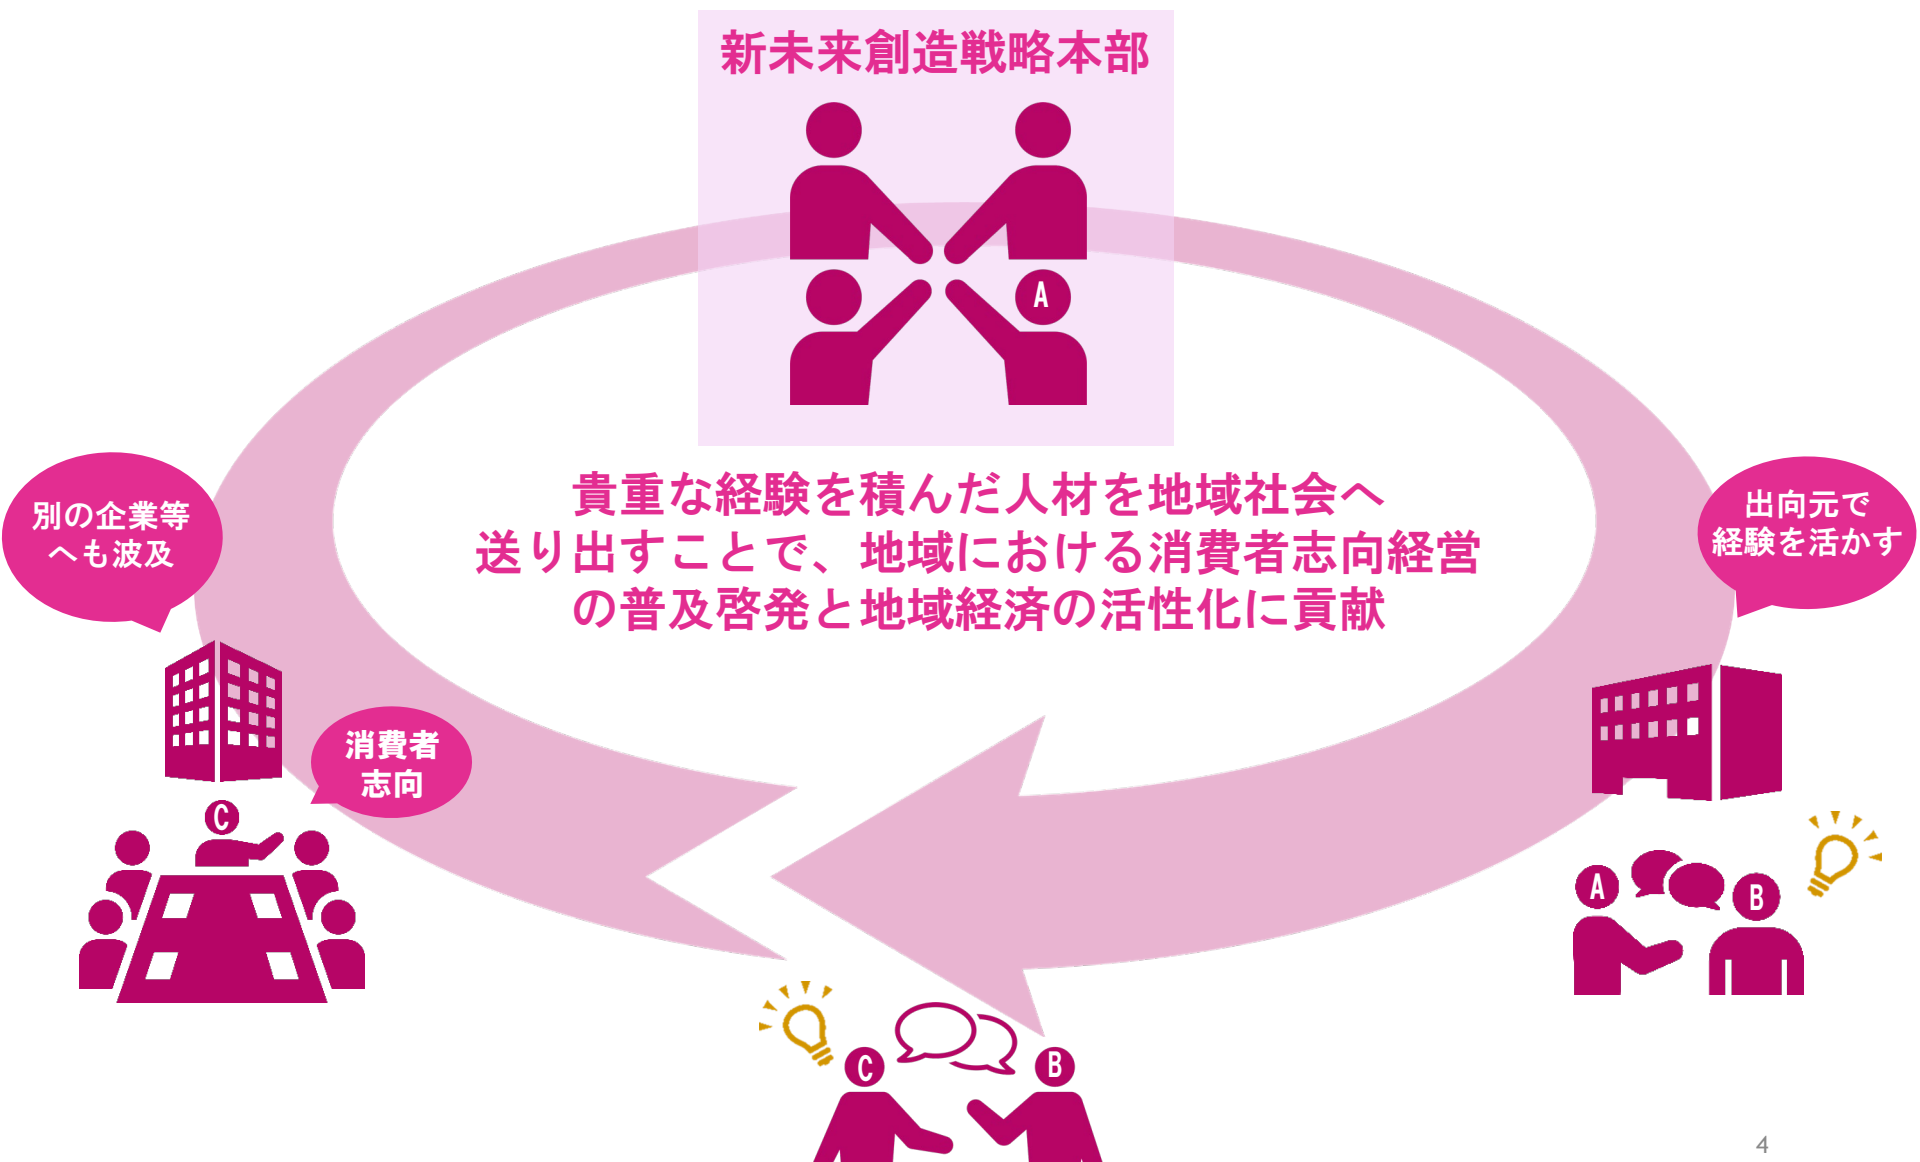 新未来創造戦略本部
A
貴重な経験を積んだ人材を地域社会へ
送り出すことで、地域における消費者志向経営
の普及啓発と地域経済の活性化に貢献
別の企業等
へも波及
出向元で
経験を活かす
消費者
志向
C
A
B
C
B
4